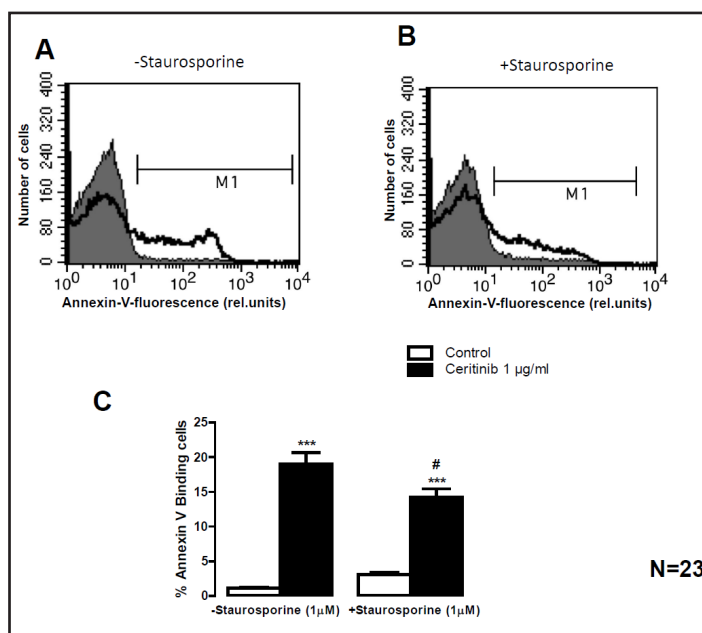 A
-Staurosporine
400
320
240
160
80
0
Number of cells
M1
10^0 10^1 10^2 10^3 10^4
Annexin-V-fluorescence (rel.units)
B
+Staurosporine
400
320
240
160
80
0
Number of cells
M1
10^0 10^1 10^2 10^3 10^4
Annexin-V-fluorescence (rel.units)
Control
Ceritinib 1 µg/ml
C
25
20
15
10
5
0
% Annexin V Binding cells
***
#
***
-Staurosporine (1µM) +Staurosporine (1µM)
N=23